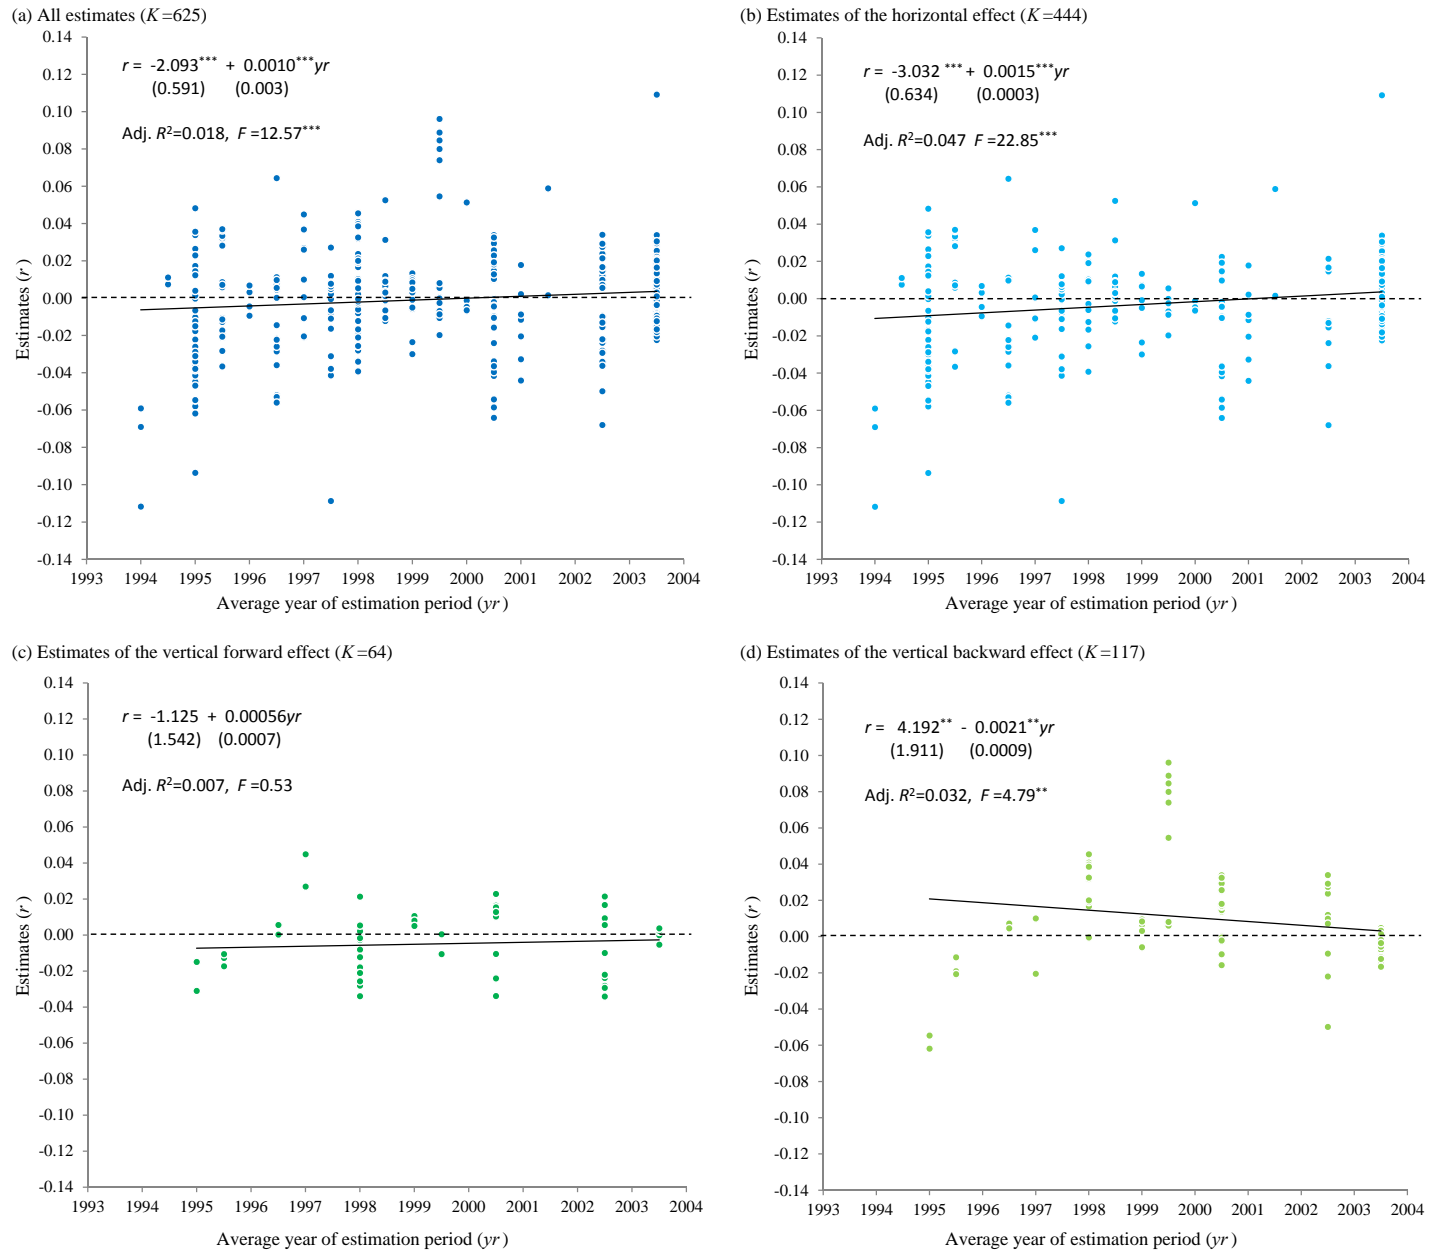 (a) All estimates (K=625)
0.14
0.12
0.10
0.08
0.06
0.04
0.02
0.00
-0.02
-0.04
-0.06
-0.08
-0.10
-0.12
-0.14
Estimates (r)
r = -2.093*** + 0.0010***yr
(0.591) (0.003)
Adj. R²=0.018, F=12.57***
1993 1994 1995 1996 1997 1998 1999 2000 2001 2002 2003 2004
Average year of estimation period (yr)
(b) Estimates of the horizontal effect (K=444)
0.14
0.12
0.10
0.08
0.06
0.04
0.02
0.00
-0.02
-0.04
-0.06
-0.08
-0.10
-0.12
-0.14
Estimates (r)
r = -3.032 *** + 0.0015***yr
(0.634) (0.0003)
Adj. R²=0.047 F=22.85***
1993 1994 1995 1996 1997 1998 1999 2000 2001 2002 2003 2004
Average year of estimation period (yr)
(c) Estimates of the vertical forward effect (K=64)
0.14
0.12
0.10
0.08
0.06
0.04
0.02
0.00
-0.02
-0.04
-0.06
-0.08
-0.10
-0.12
-0.14
Estimates (r)
r = -1.125 + 0.00056yr
(1.542) (0.0007)
Adj. R²=0.007, F=0.53
1993 1994 1995 1996 1997 1998 1999 2000 2001 2002 2003 2004
Average year of estimation period (yr)
(d) Estimates of the vertical backward effect (K=117)
0.14
0.12
0.10
0.08
0.06
0.04
0.02
0.00
-0.02
-0.04
-0.06
-0.08
-0.10
-0.12
-0.14
Estimates (r)
r = 4.192** - 0.0021**yr
(1.911) (0.0009)
Adj. R²=0.032, F=4.79**
1993 1994 1995 1996 1997 1998 1999 2000 2001 2002 2003 2004
Average year of estimation period (yr)